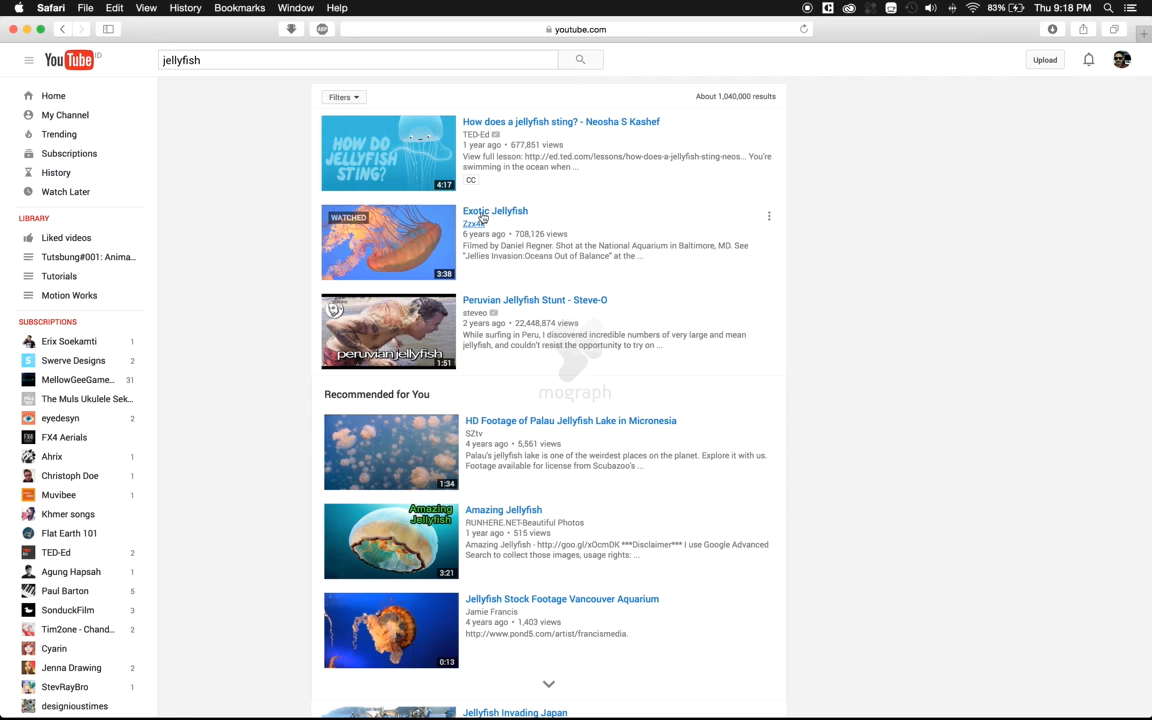 Safari File Edit View History Bookmarks Window Help
83% Thu 9:18 PM
ABP
youtube.com
YouTube ID
jellyfish
Upload
Home
My Channel
Trending
Subscriptions
History
Watch Later
LIBRARY
Liked videos
Tutsbung#001: Anima...
Tutorials
Motion Works
SUBSCRIPTIONS
Erix Soekamti 1
Swerve Designs 2
MellowGeeGame... 31
The Muls Ukulele Sek...
eyedesyn 2
FX4 Aerials
Ahrix 1
Christoph Doe 1
Muvibee 1
Khmer songs
Flat Earth 101
TED-Ed 2
Agung Hapsah 1
Paul Barton 5
SonduckFilm 3
Tim2one - Chand... 2
Cyarin
Jenna Drawing 2
StevRayBro 1
designioustimes
Filters
About 1,040,000 results
HOW DO
JELLYFISH
STING?
4:17
How does a jellyfish sting? - Neosha S Kashef
TED-Ed
1 year ago • 677,851 views
View full lesson: http://ed.ted.com/lessons/how-does-a-jellyfish-sting-neos... You're
swimming in the ocean when ...
CC
WATCHED
3:38
Exotic Jellyfish
6 years ago • 708,126 views
Filmed by Daniel Regner. Shot at the National Aquarium in Baltimore, MD. See
"Jellies Invasion:Oceans Out of Balance" at the ...
peruvian jellyfish
1:51
Peruvian Jellyfish Stunt - Steve-O
steveo
2 years ago • 22,448,874 views
While surfing in Peru, I discovered incredible numbers of very large and mean
jellyfish, and couldn't resist the opportunity to try on ...
mograph
Recommended for You
1:34
HD Footage of Palau Jellyfish Lake in Micronesia
SZtv
4 years ago • 5,561 views
Palau's jellyfish lake is one of the weirdest places on the planet. Explore it with us.
Footage available for license from Scubazoo's ...
Amazing
Jellyfish
3:21
Amazing Jellyfish
RUNHERE.NET-Beautiful Photos
1 year ago • 515 views
Amazing Jellyfish - http://goo.gl/xOcmDK ***Disclaimer*** I use Google Advanced
Search to collect those images, usage rights: ...
0:13
Jellyfish Stock Footage Vancouver Aquarium
Jamie Francis
4 years ago • 1,403 views
http://www.pond5.com/artist/francismedia.
Jellyfish Invading Japan